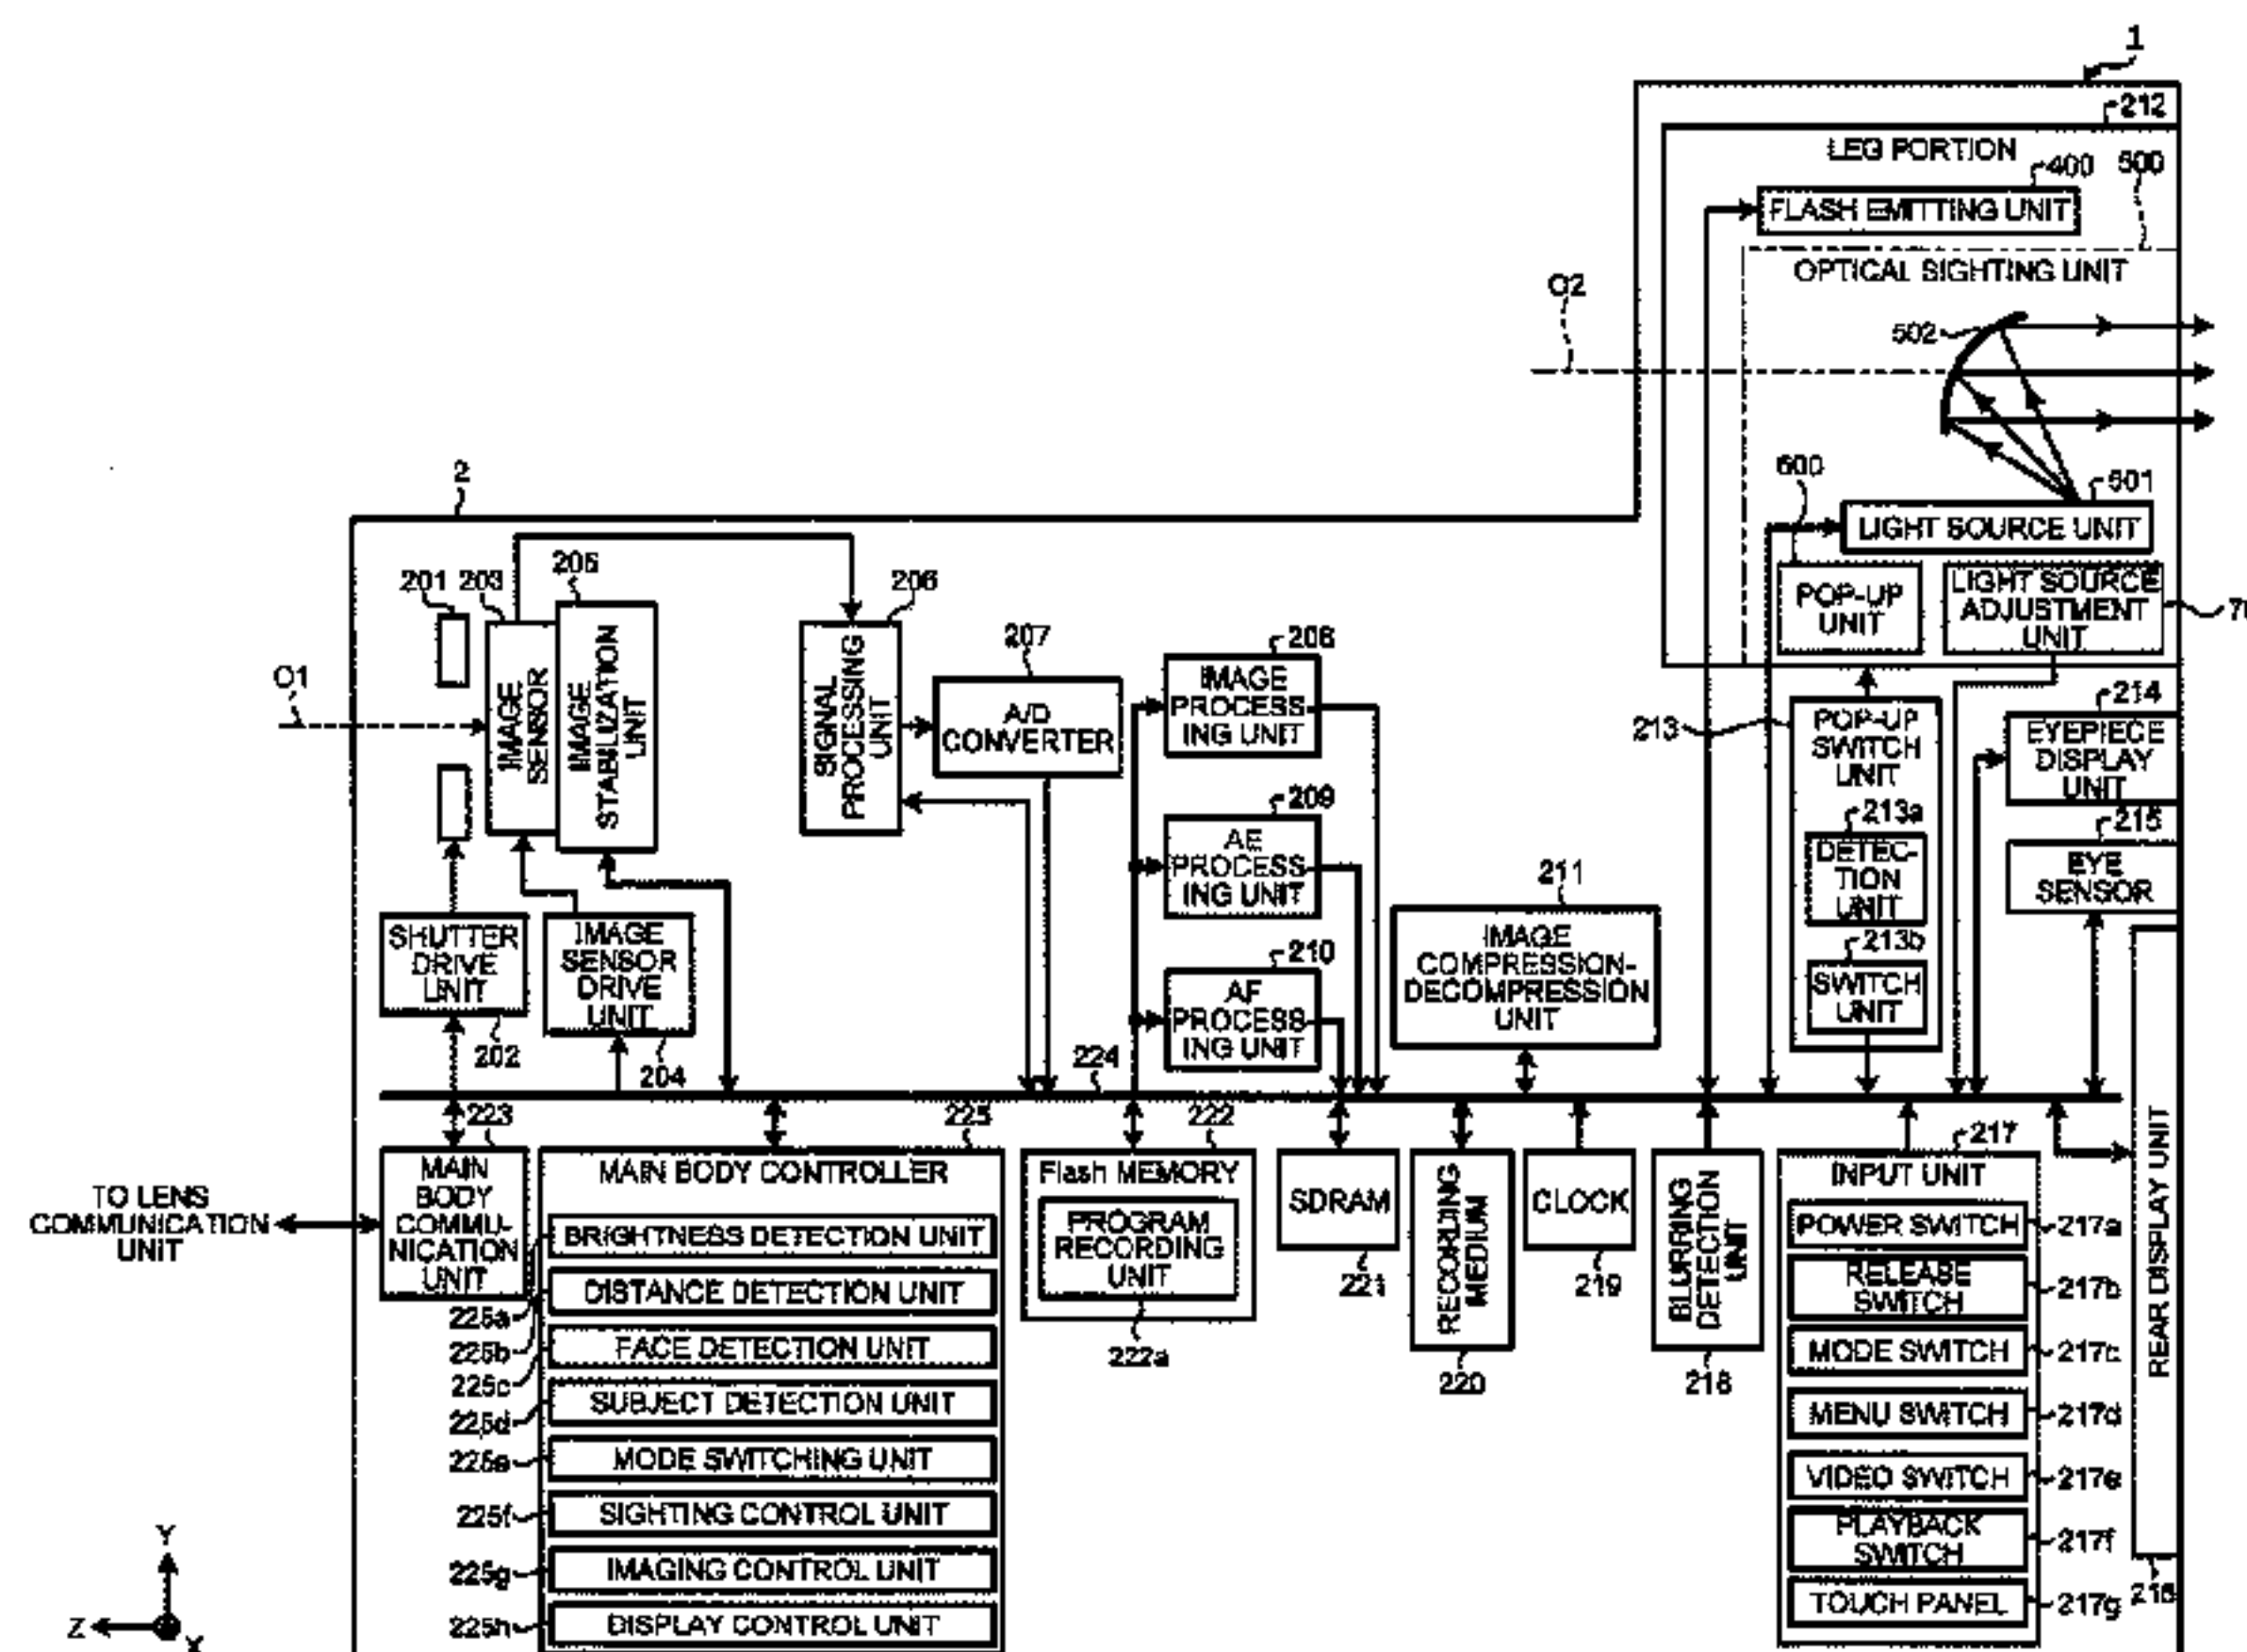 1
212
LEG PORTION
400
500
FLASH EMITTING UNIT
OPTICAL SIGHTING UNIT
O2
502
600
501
LIGHT SOURCE UNIT
POP-UP
UNIT
LIGHT SOURCE
ADJUSTMENT
UNIT
2
201
203
205
206
207
208
O1
IMAGE
SENSOR
IMAGE
STABILIZATION
UNIT
SIGNAL
PROCESSING
UNIT
A/D
CONVERTER
IMAGE
PROCESS-
ING UNIT
213
POP-UP
SWITCH
UNIT
214
EYEPIECE
DISPLAY
UNIT
209
AE
PROCESS-
ING UNIT
213a
DETEC-
TION
UNIT
215
EYE
SENSOR
SHUTTER
DRIVE
UNIT
202
IMAGE
SENSOR
DRIVE
UNIT
204
210
AF
PROCESS-
ING UNIT
211
IMAGE
COMPRESSION-
DECOMPRESSION
UNIT
213b
SWITCH
UNIT
224
TO LENS
COMMUNICATION
UNIT
223
MAIN
BODY
COMMU-
NICATION
UNIT
225
MAIN BODY CONTROLLER
BRIGHTNESS DETECTION UNIT
DISTANCE DETECTION UNIT
FACE DETECTION UNIT
SUBJECT DETECTION UNIT
MODE SWITCHING UNIT
SIGHTING CONTROL UNIT
IMAGING CONTROL UNIT
DISPLAY CONTROL UNIT
225a
225b
225c
225d
225e
225f
225g
225h
222
Flash MEMORY
PROGRAM
RECORDING
UNIT
222a
SDRAM
221
RECORDING
MEDIUM
220
CLOCK
219
BLURRING
DETECTION
UNIT
218
217
INPUT UNIT
POWER SWITCH
217a
RELEASE
SWITCH
217b
MODE SWITCH
217c
MENU SWITCH
217d
VIDEO SWITCH
217e
PLAYBACK
SWITCH
217f
TOUCH PANEL
217g
REAR DISPLAY UNIT
216
Y
Z
X